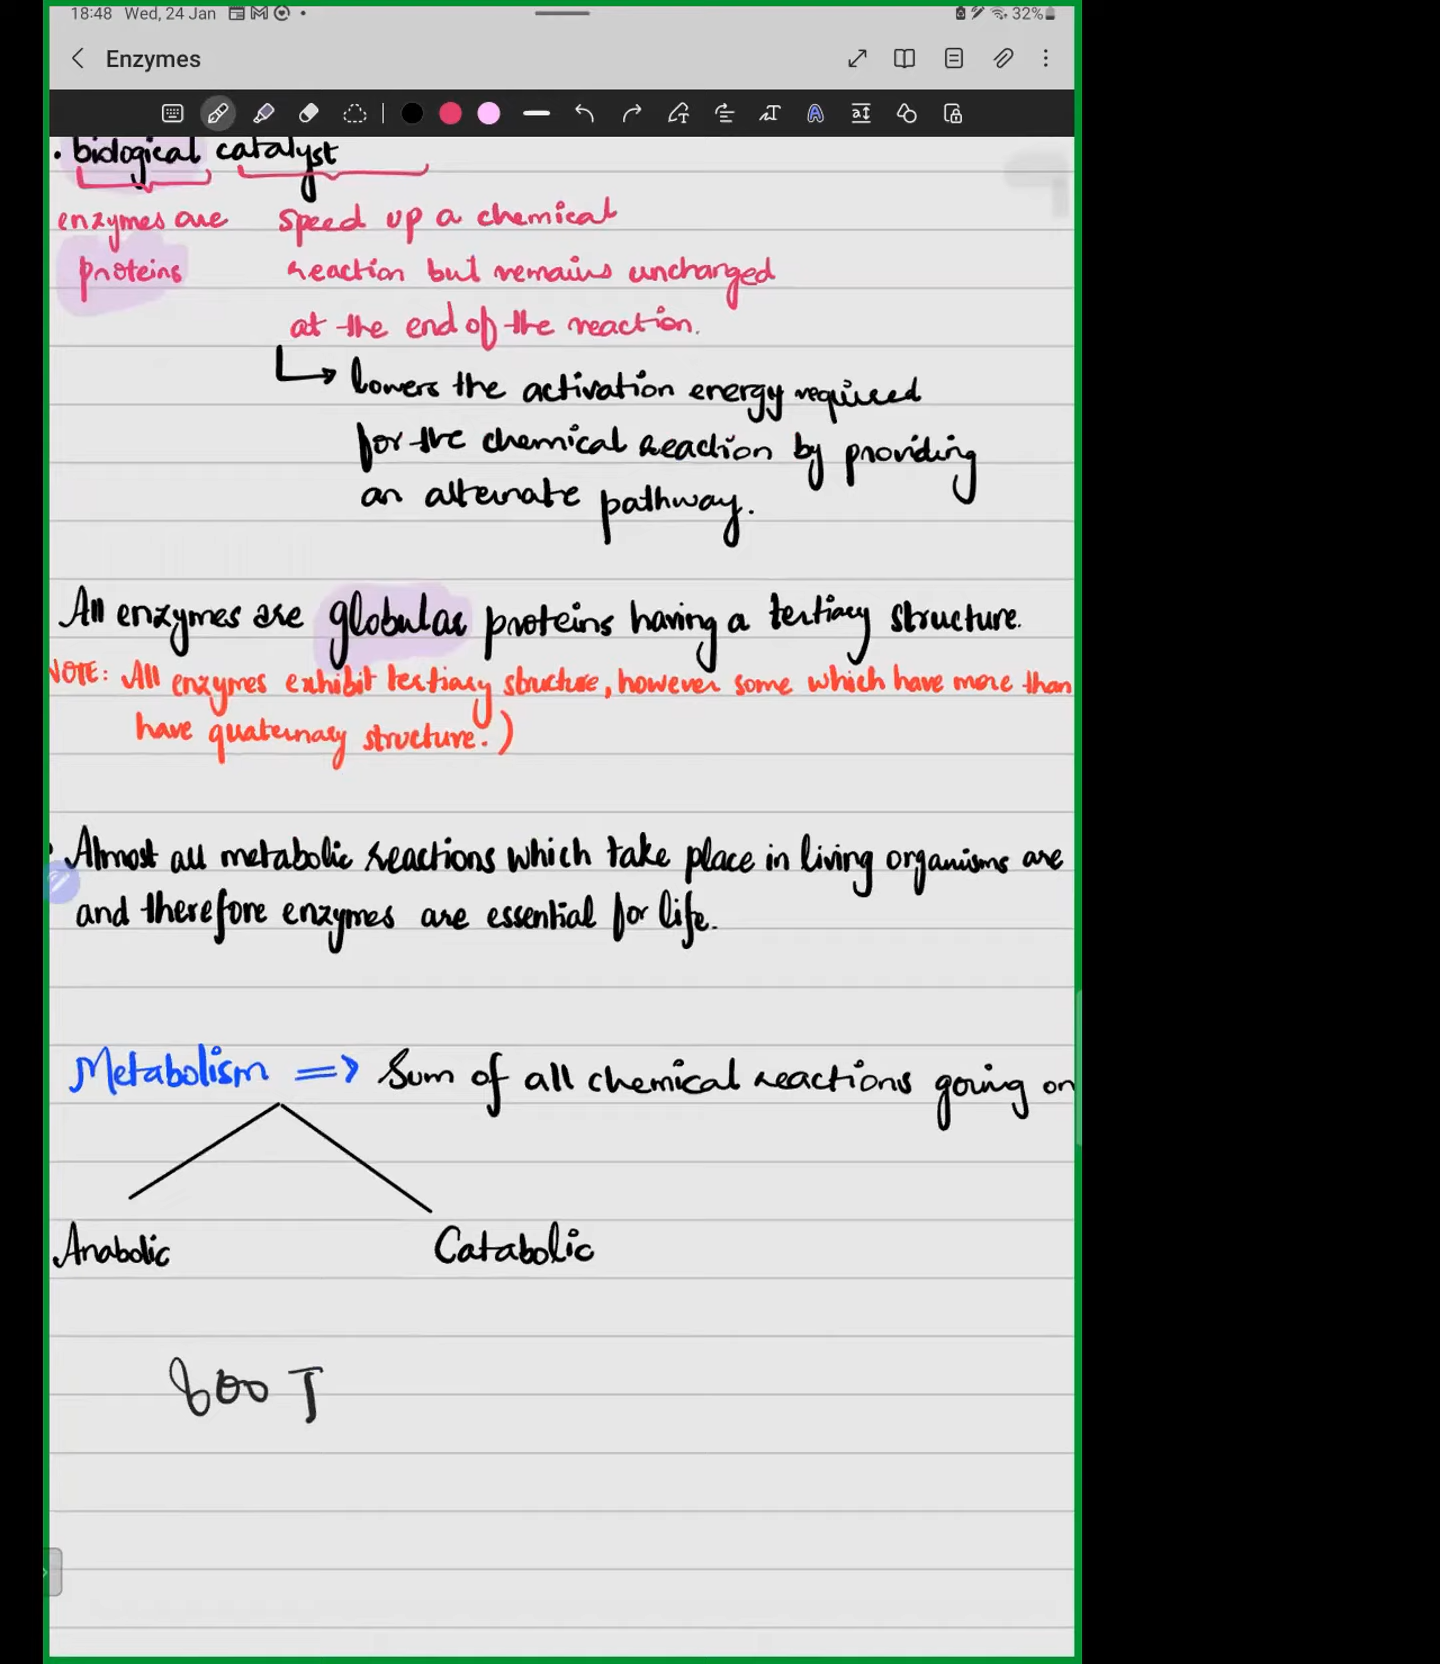 18:48 Wed, 24 Jan 32%
Enzymes
. biological catalyst
enzymes are speed up a chemical
proteins reaction but remains unchanged
at the end of the reaction.
lowers the activation energy required
for the chemical reaction by providing
an alternate pathway.
All enzymes are globular proteins having a tertiary structure.
NOTE: All enzymes exhibit tertiary structure, however some which have more than
have quaternary structure.)
Almost all metabolic reactions which take place in living organisms are
and therefore enzymes are essential for life.
Metabolism => Sum of all chemical reactions going on
Anabolic Catabolic
800 J